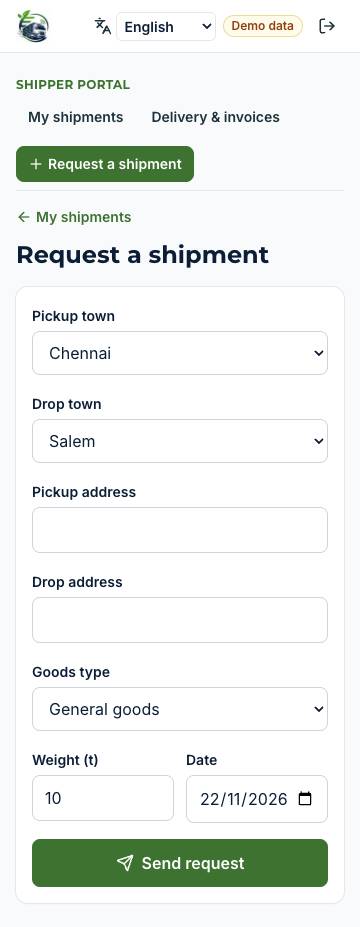 English
Demo data
SHIPPER PORTAL
My shipments
Delivery & invoices
+ Request a shipment
← My shipments
Request a shipment
Pickup town
Chennai
Drop town
Salem
Pickup address
Drop address
Goods type
General goods
Weight (t)
Date
10
22/11/2026
Send request